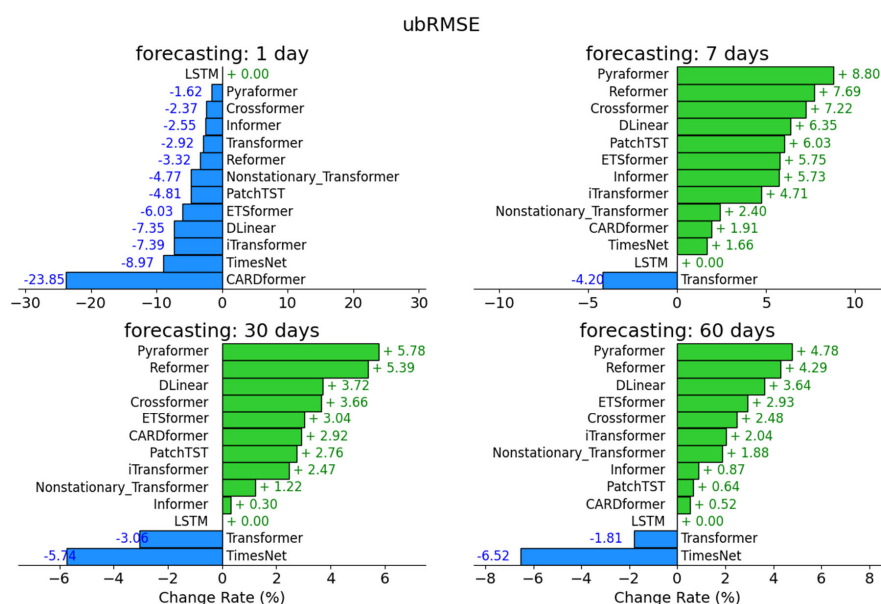 ubRMSE
forecasting: 1 day
LSTM + 0.00
-1.62 Pyraformer
-2.37 Crossformer
-2.55 Informer
-2.92 Transformer
-3.32 Reformer
-4.77 Nonstationary_Transformer
-4.81 PatchTST
-6.03 ETSformer
-7.35 DLinear
-7.39 iTransformer
-8.97 TimesNet
-23.85 CARDformer
−30 −20 −10 0 10 20 30
forecasting: 7 days
Pyraformer + 8.80
Reformer + 7.69
Crossformer + 7.22
DLinear + 6.35
PatchTST + 6.03
ETSformer + 5.75
Informer + 5.73
iTransformer + 4.71
Nonstationary_Transformer + 2.40
CARDformer + 1.91
TimesNet + 1.66
LSTM + 0.00
-4.20 Transformer
−10 −5 0 5 10
forecasting: 30 days
Pyraformer + 5.78
Reformer + 5.39
DLinear + 3.72
Crossformer + 3.66
ETSformer + 3.04
CARDformer + 2.92
PatchTST + 2.76
iTransformer + 2.47
Nonstationary_Transformer + 1.22
Informer + 0.30
LSTM + 0.00
-3.06 Transformer
-5.74 TimesNet
−6 −4 −2 0 2 4 6
Change Rate (%)
forecasting: 60 days
Pyraformer + 4.78
Reformer + 4.29
DLinear + 3.64
ETSformer + 2.93
Crossformer + 2.48
iTransformer + 2.04
Nonstationary_Transformer + 1.88
Informer + 0.87
PatchTST + 0.64
CARDformer + 0.52
LSTM + 0.00
-1.81 Transformer
-6.52 TimesNet
−8 −6 −4 −2 0 2 4 6 8
Change Rate (%)